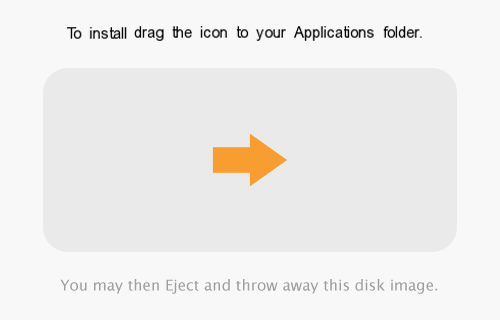 To install drag the icon to your Applications folder.
You may then Eject and throw away this disk image.